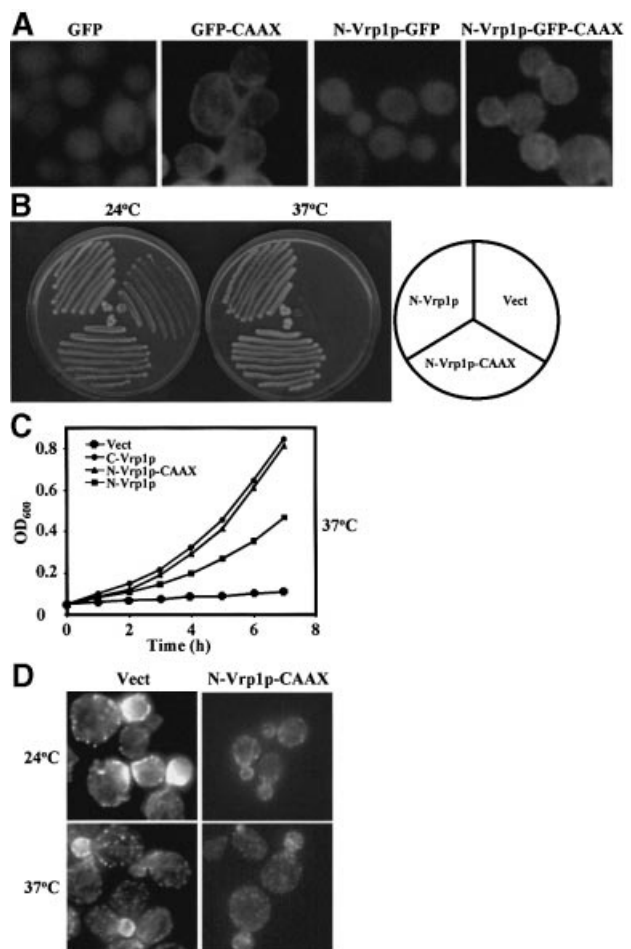 A
GFP GFP-CAAX N-Vrp1p-GFP N-Vrp1p-GFP-CAAX
B
24°C 37°C
N-Vrp1p Vect
N-Vrp1p-CAAX
C
Vect
C-Vrp1p
N-Vrp1p-CAAX
N-Vrp1p
0.8
0.6
0.4
0.2
0
OD600
37°C
0 2 4 6 8
Time (h)
D
Vect N-Vrp1p-CAAX
24°C
37°C